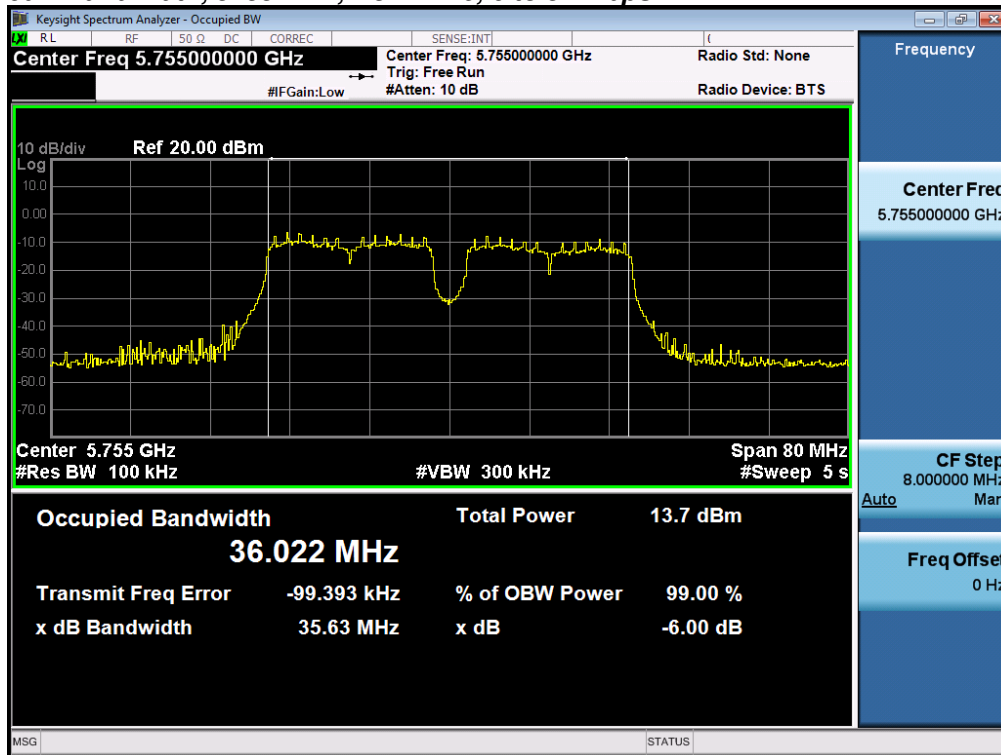 Keysight Spectrum Analyzer - Occupied BW
LXI RL RF 50 Ω DC CORREC SENSE:INT
Center Freq 5.755000000 GHz
#IFGain:Low
Center Freq: 5.755000000 GHz
Trig: Free Run
#Atten: 10 dB
Radio Std: None
Radio Device: BTS
10 dB/div Ref 20.00 dBm
Log
10.0
0.00
-10.0
-20.0
-30.0
-40.0
-50.0
-60.0
-70.0
Center 5.755 GHz Span 80 MHz
#Res BW 100 kHz #VBW 300 kHz #Sweep 5 s
Occupied Bandwidth Total Power 13.7 dBm
36.022 MHz
Transmit Freq Error -99.393 kHz % of OBW Power 99.00 %
x dB Bandwidth 35.63 MHz x dB -6.00 dB
MSG STATUS
Frequency
Center Freq
5.755000000 GHz
CF Step
8.000000 MHz
Auto Man
Freq Offset
0 Hz